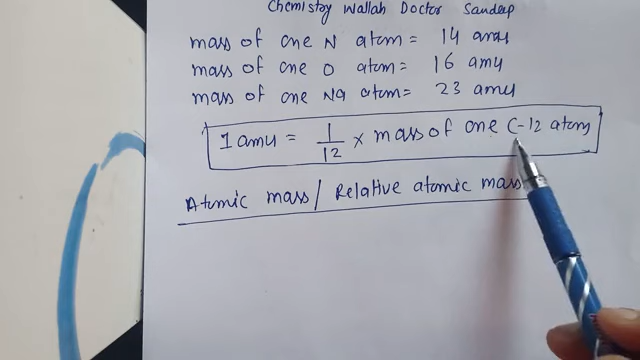 Chemistry Wallah Doctor Sandeep
mass of one N atom = 14 amu
mass of one O atom = 16 amu
mass of one Na atom = 23 amu
1 amu = 1/12 × mass of one C-12 atom
Atomic mass / Relative atomic mass